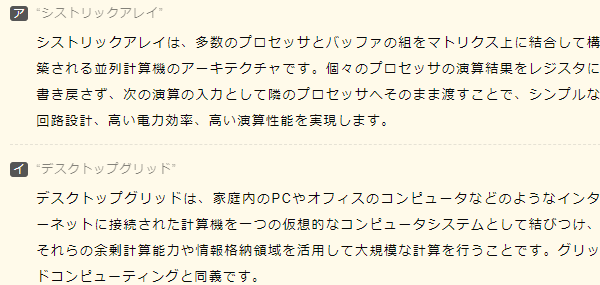 ア "シストリックアレイ"
シストリックアレイは、多数のプロセッサとバッファの組をマトリクス上に結合して構
築される並列計算機のアーキテクチャです。個々のプロセッサの演算結果をレジスタに
書き戻さず、次の演算の入力として隣のプロセッサへそのまま渡すことで、シンプルな
回路設計、高い電力効率、高い演算性能を実現します。
イ "デスクトップグリッド"
デスクトップグリッドは、家庭内のPCやオフィスのコンピュータなどのようなインタ
ーネットに接続された計算機を一つの仮想的なコンピュータシステムとして結びつけ、
それらの余剰計算能力や情報格納領域を活用して大規模な計算を行うことです。グリッ
ドコンピューティングと同義です。